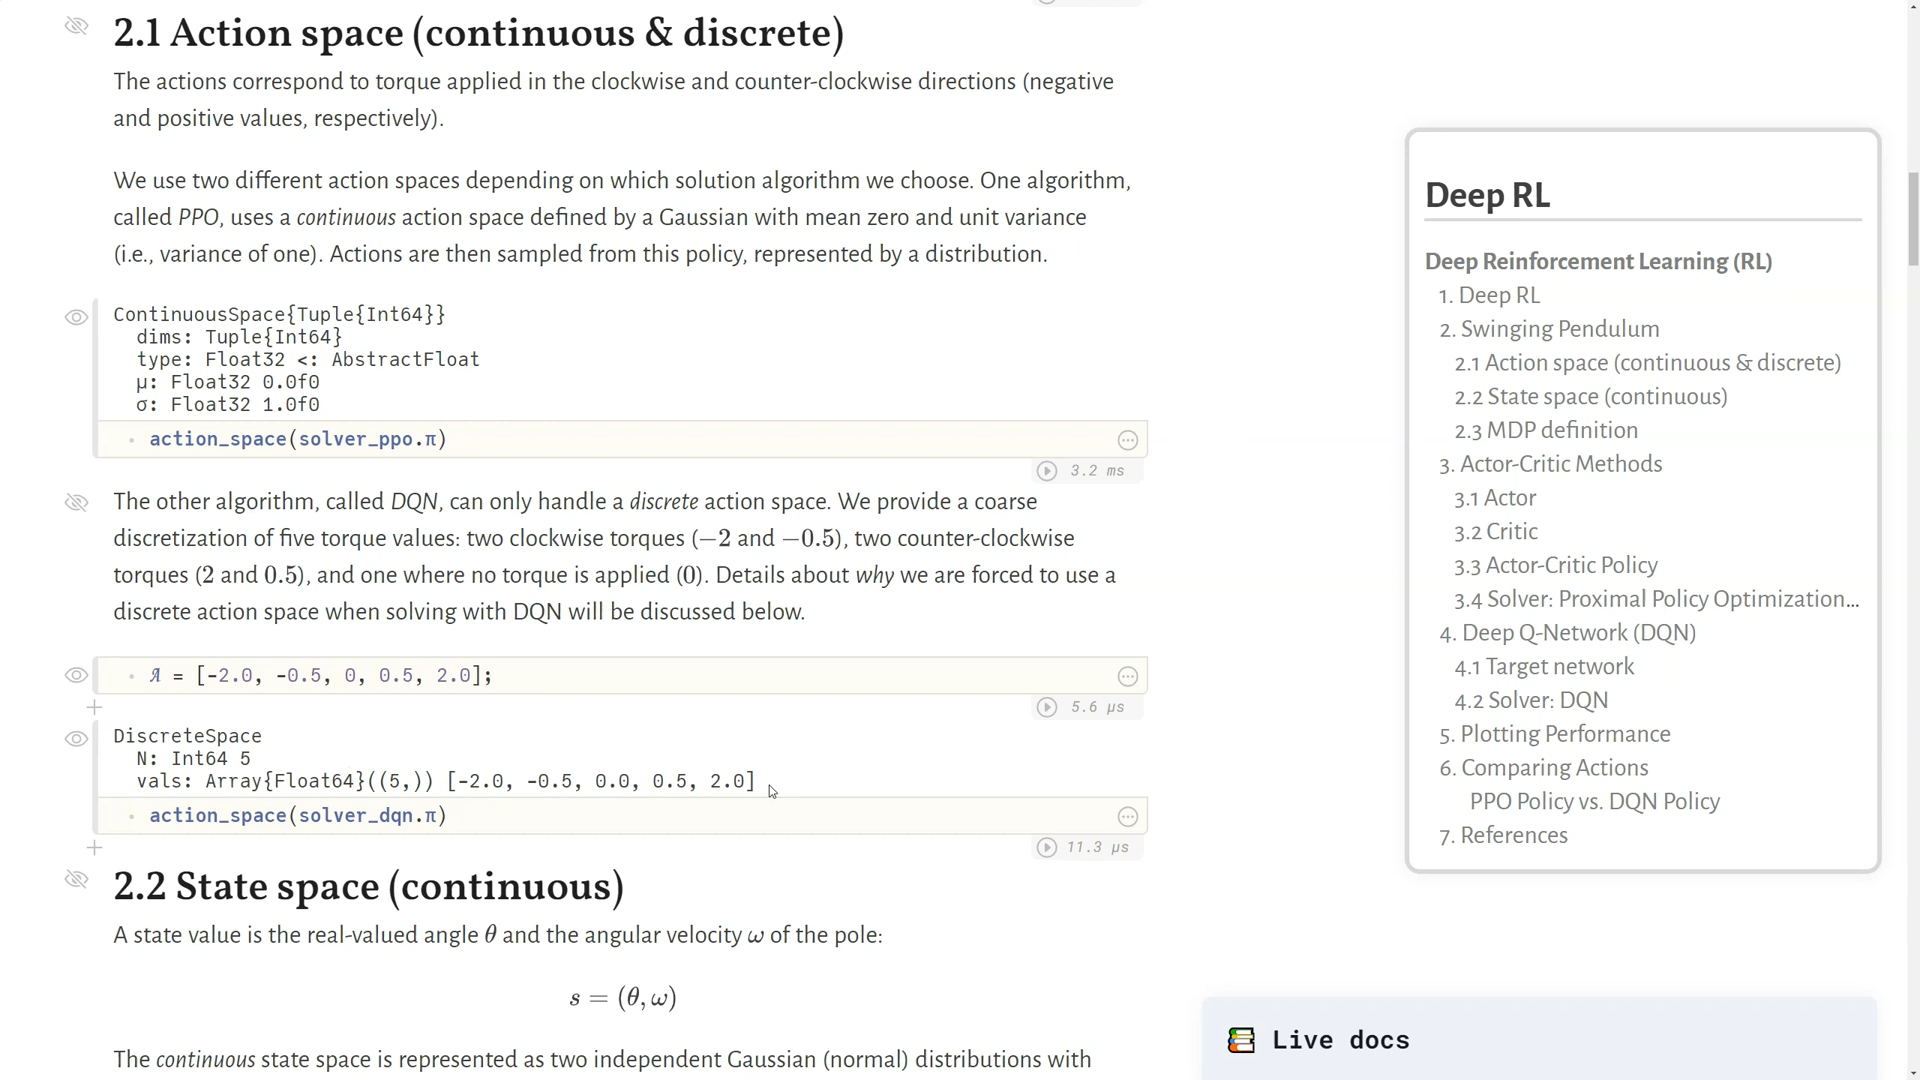 2.1 Action space (continuous & discrete)
The actions correspond to torque applied in the clockwise and counter-clockwise directions (negative
and positive values, respectively).
We use two different action spaces depending on which solution algorithm we choose. One algorithm,
called PPO, uses a continuous action space defined by a Gaussian with mean zero and unit variance
(i.e., variance of one). Actions are then sampled from this policy, represented by a distribution.
ContinuousSpace{Tuple{Int64}}
dims: Tuple{Int64}
type: Float32 <: AbstractFloat
μ: Float32 0.0f0
σ: Float32 1.0f0
action_space(solver_ppo.π)
3.2 ms
The other algorithm, called DQN, can only handle a discrete action space. We provide a coarse
discretization of five torque values: two clockwise torques (−2 and −0.5), two counter-clockwise
torques (2 and 0.5), and one where no torque is applied (0). Details about why we are forced to use a
discrete action space when solving with DQN will be discussed below.
𝒜 = [-2.0, -0.5, 0, 0.5, 2.0];
5.6 μs
DiscreteSpace
N: Int64 5
vals: Array{Float64}((5,)) [-2.0, -0.5, 0.0, 0.5, 2.0]
action_space(solver_dqn.π)
11.3 μs
2.2 State space (continuous)
A state value is the real-valued angle θ and the angular velocity ω of the pole:
s = (θ, ω)
The continuous state space is represented as two independent Gaussian (normal) distributions with
Deep RL
Deep Reinforcement Learning (RL)
1. Deep RL
2. Swinging Pendulum
2.1 Action space (continuous & discrete)
2.2 State space (continuous)
2.3 MDP definition
3. Actor-Critic Methods
3.1 Actor
3.2 Critic
3.3 Actor-Critic Policy
3.4 Solver: Proximal Policy Optimization...
4. Deep Q-Network (DQN)
4.1 Target network
4.2 Solver: DQN
5. Plotting Performance
6. Comparing Actions
PPO Policy vs. DQN Policy
7. References
Live docs